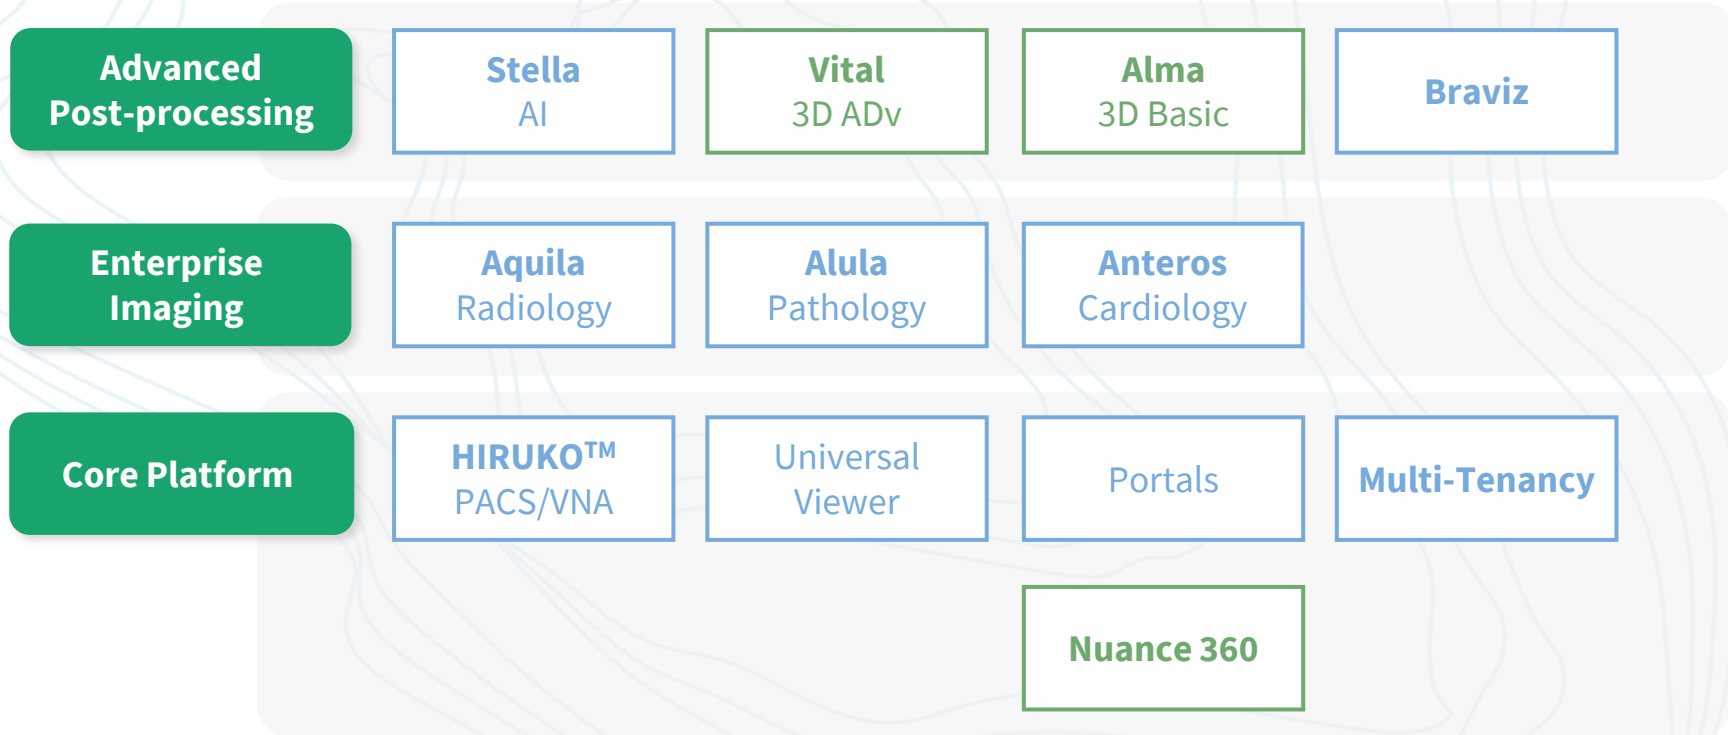 Advanced
Post-processing
Stella
AI
Vital
3D ADv
Alma
3D Basic
Braviz
Enterprise
Imaging
Aquila
Radiology
Alula
Pathology
Anteros
Cardiology
Core Platform
HIRUKO™
PACS/VNA
Universal
Viewer
Portals
Multi-Tenancy
Nuance 360